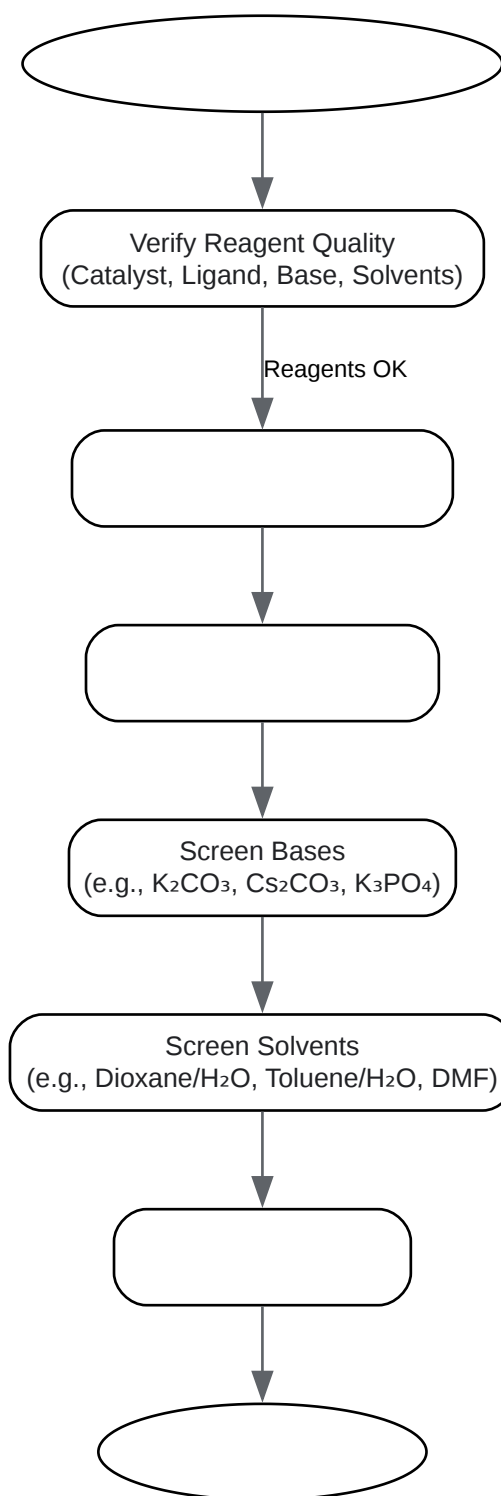 Verify Reagent Quality
(Catalyst, Ligand, Base, Solvents)
Reagents OK
Screen Bases
(e.g., K₂CO₃, Cs₂CO₃, K₃PO₄)
Screen Solvents
(e.g., Dioxane/H₂O, Toluene/H₂O, DMF)